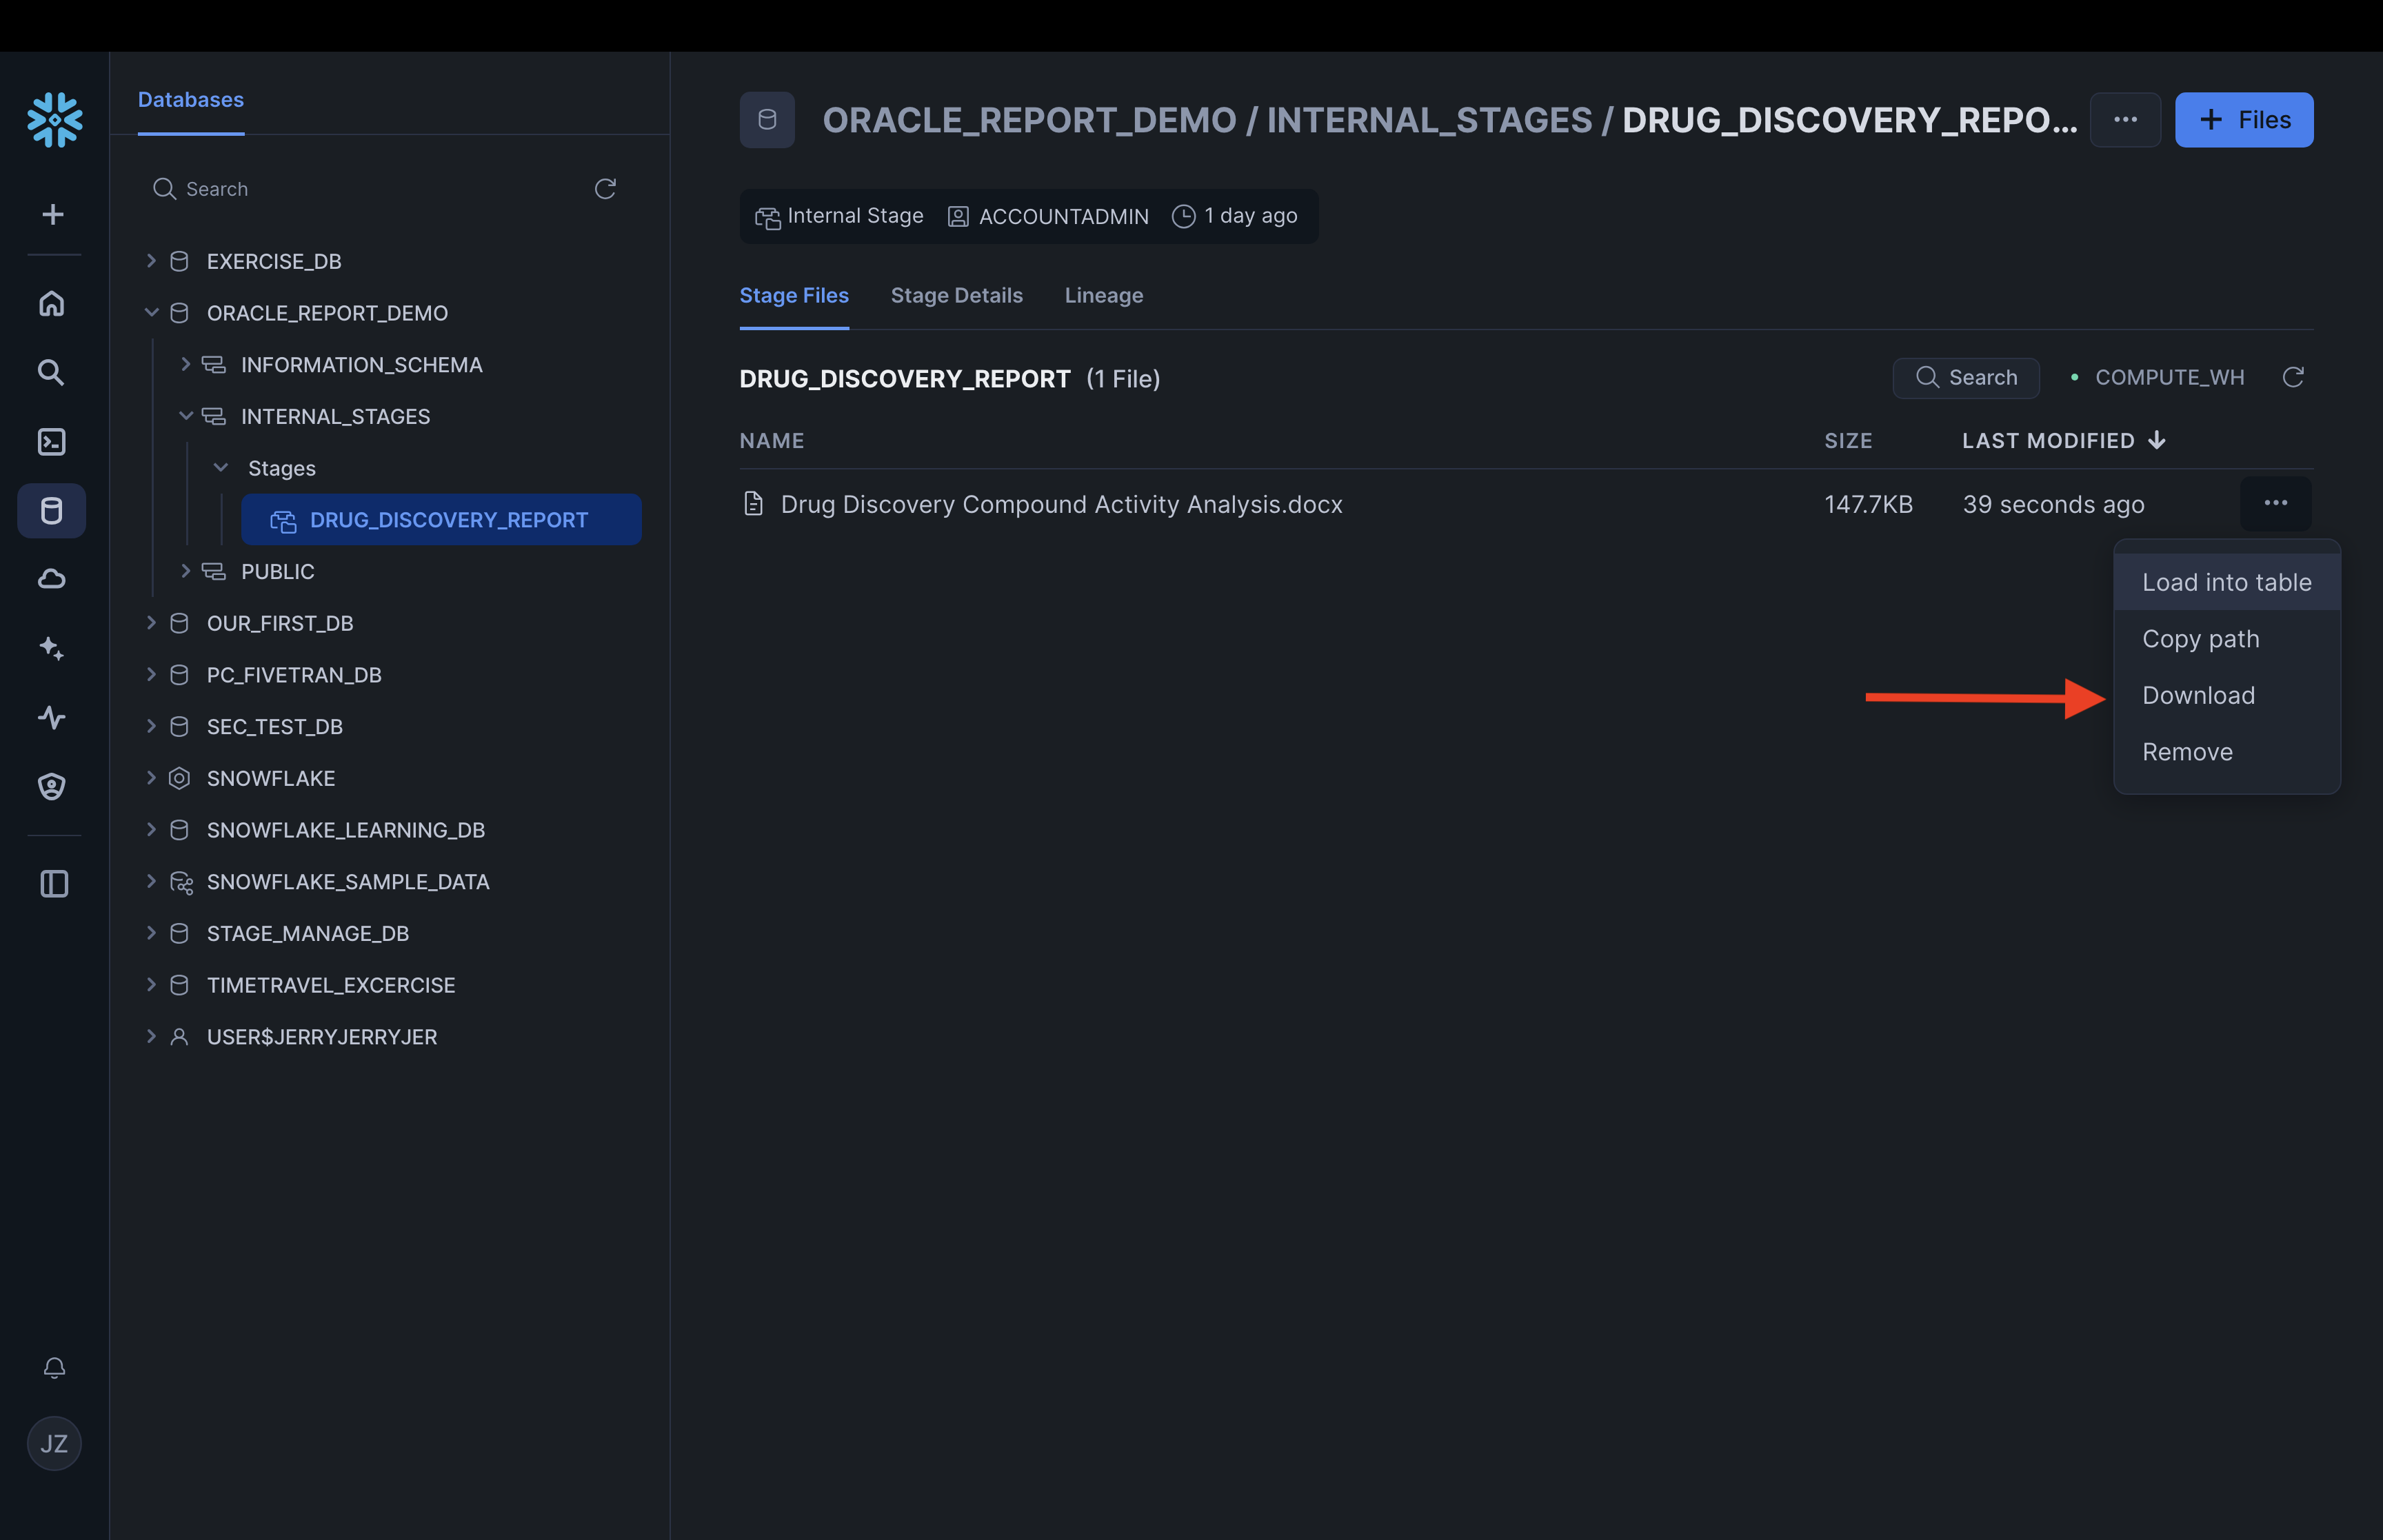 Databases
Search
EXERCISE_DB
ORACLE_REPORT_DEMO
INFORMATION_SCHEMA
INTERNAL_STAGES
Stages
DRUG_DISCOVERY_REPORT
PUBLIC
OUR_FIRST_DB
PC_FIVETRAN_DB
SEC_TEST_DB
SNOWFLAKE
SNOWFLAKE_LEARNING_DB
SNOWFLAKE_SAMPLE_DATA
STAGE_MANAGE_DB
TIMETRAVEL_EXCERCISE
USER$JERRYJERRYJER
JZ
ORACLE_REPORT_DEMO / INTERNAL_STAGES / DRUG_DISCOVERY_REPO...
Files
Internal Stage ACCOUNTADMIN 1 day ago
Stage Files Stage Details Lineage
DRUG_DISCOVERY_REPORT (1 File)
Search COMPUTE_WH
NAME SIZE LAST MODIFIED
Drug Discovery Compound Activity Analysis.docx 147.7KB 39 seconds ago
Load into table
Copy path
Download
Remove